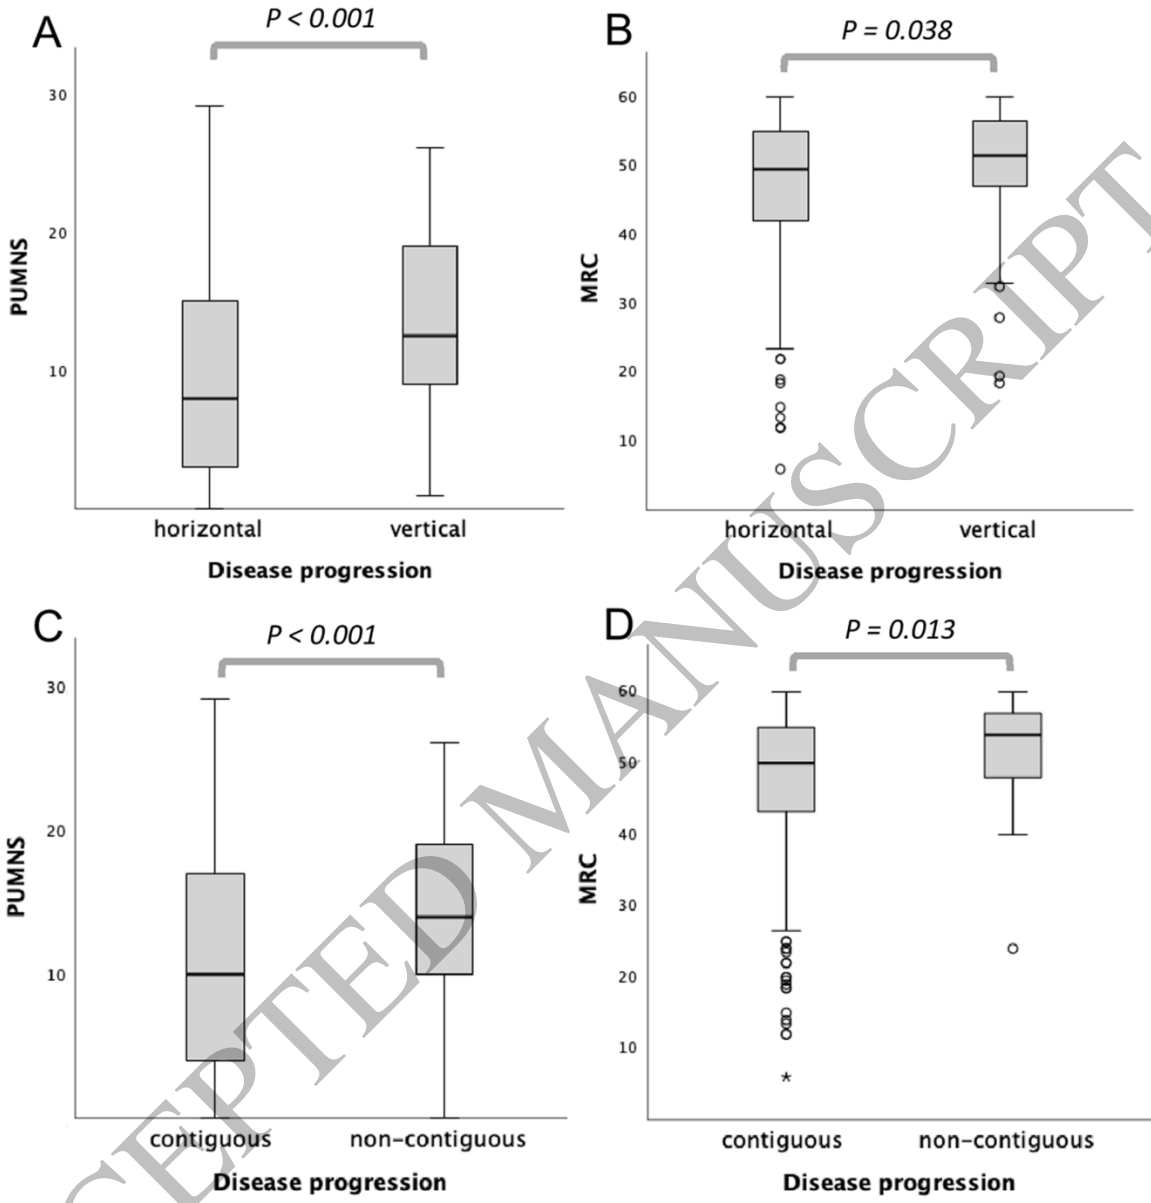 A
P < 0.001
30
20
10
PUMNS
horizontal
vertical
Disease progression
B
P = 0.038
60
50
40
30
20
10
MRC
horizontal
vertical
Disease progression
C
P < 0.001
30
20
10
PUMNS
contiguous
non-contiguous
Disease progression
D
P = 0.013
60
50
40
30
20
10
MRC
contiguous
non-contiguous
Disease progression
CEPTED MANUSCRIPT